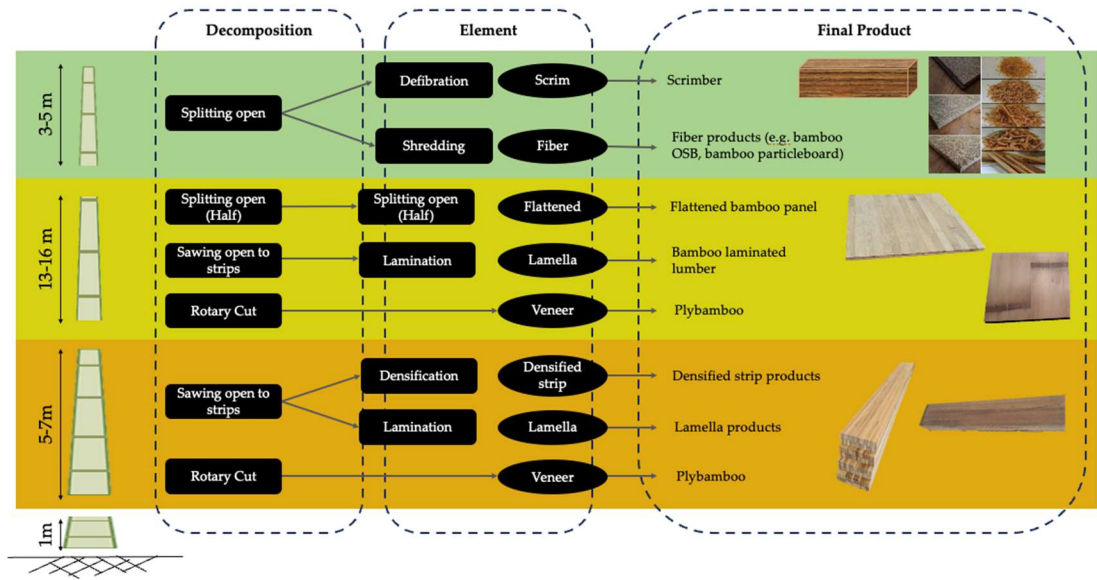 Decomposition
Element
Final Product
3-5 m
Splitting open
Defibration
Scrim
Scrimber
Shredding
Fiber
Fiber products (e.g. bamboo
OSB, bamboo particleboard)
13-16 m
Splitting open
(Half)
Splitting open
(Half)
Flattened
Flattened bamboo panel
Sawing open to
strips
Lamination
Lamella
Bamboo laminated
lumber
Rotary Cut
Veneer
Plybamboo
5-7m
Sawing open to
strips
Densification
Densified
strip
Densified strip products
Lamination
Lamella
Lamella products
Rotary Cut
Veneer
Plybamboo
1m